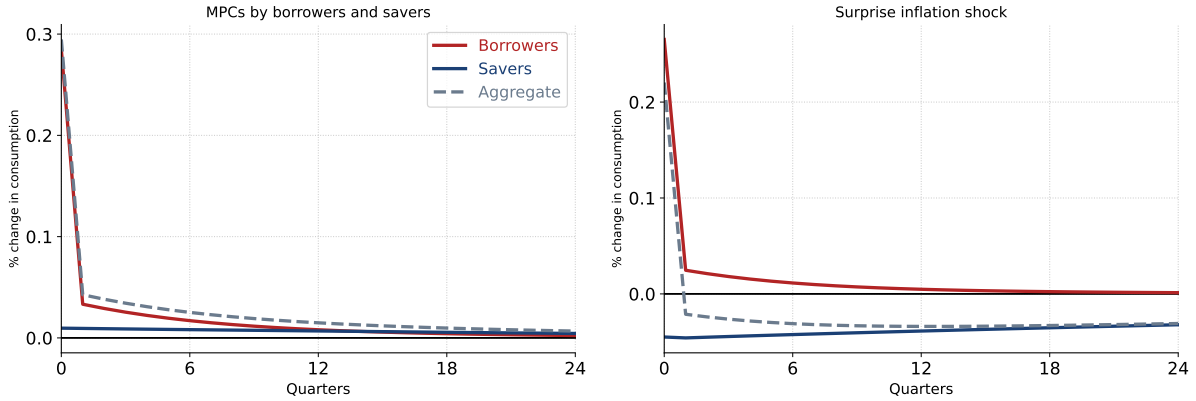 MPCs by borrowers and savers
0.3
0.2
0.1
0.0
% change in consumption
Borrowers
Savers
Aggregate
0 6 12 18 24
Quarters
Surprise inflation shock
0.2
0.1
0.0
% change in consumption
0 6 12 18 24
Quarters